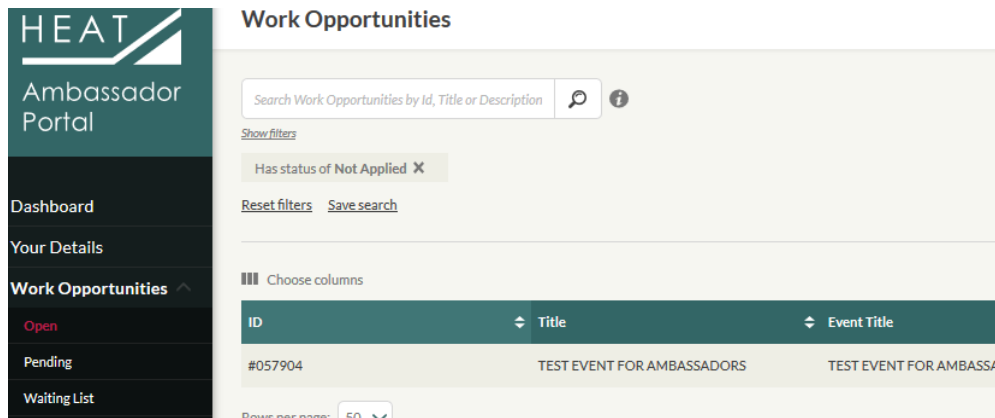 HEAT
Ambassador
Portal
Dashboard
Your Details
Work Opportunities
Open
Pending
Waiting List
Work Opportunities
Search Work Opportunities by Id, Title or Description
Show filters
Has status of Not Applied ✕
Reset filters Save search
Choose columns
ID Title Event Title
#057904 TEST EVENT FOR AMBASSADORS TEST EVENT FOR AMBASSA
Rows per page: 50